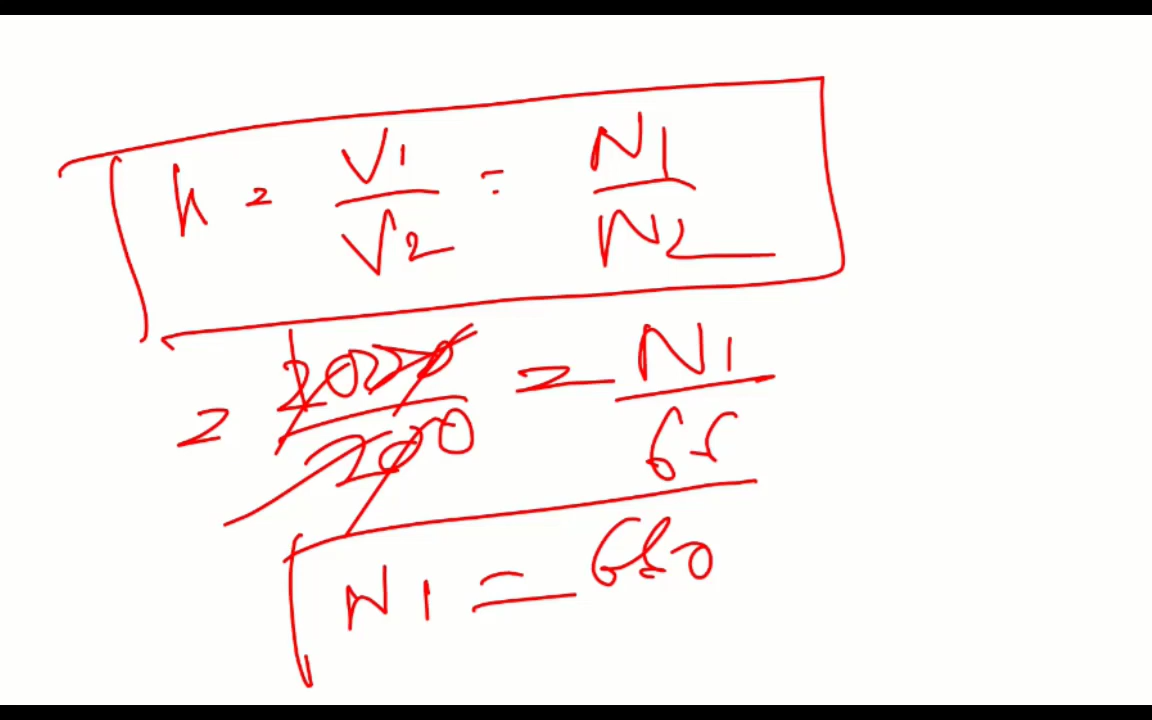 k = V1/V2 = N1/N2
= 2000/200 = N1/65
N1 = 650